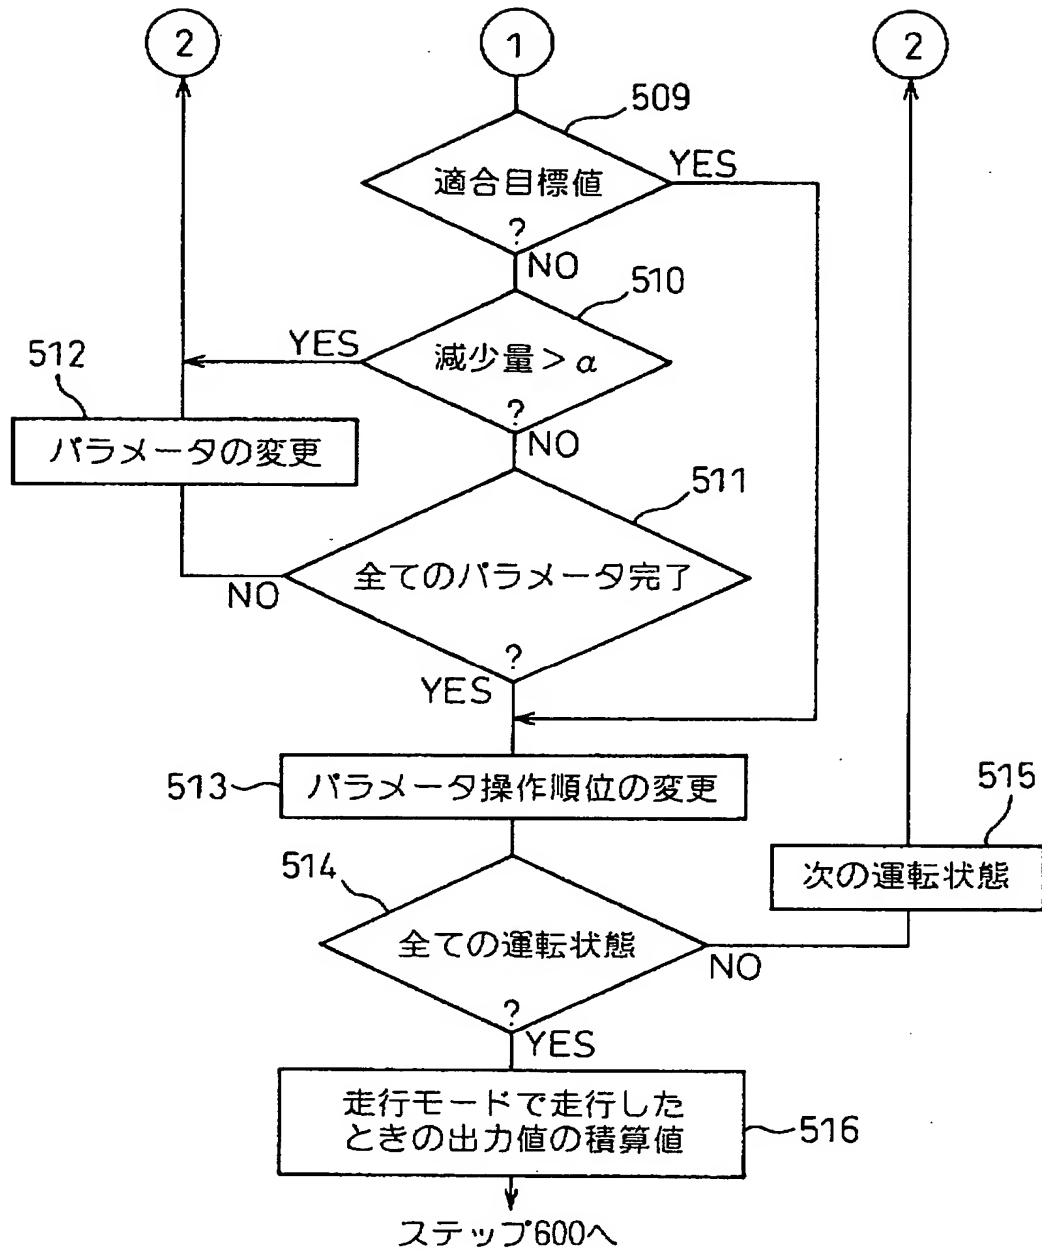 2
1
2
509
適合目標値
?
YES
NO
510
減少量>α
?
YES
NO
512
パラメータの変更
511
全てのパラメータ完了
?
NO
YES
513
パラメータ操作順位の変更
515
次の運転状態
514
全ての運転状態
?
NO
YES
走行モードで走行した
ときの出力値の積算値
516
ステップ600へ